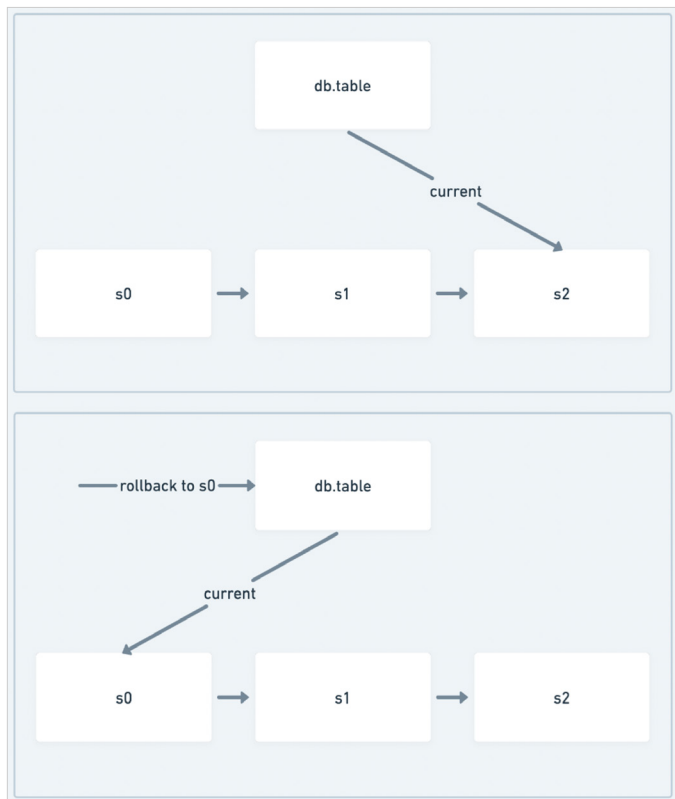 db.table
current
s0
s1
s2
rollback to s0
db.table
current
s0
s1
s2